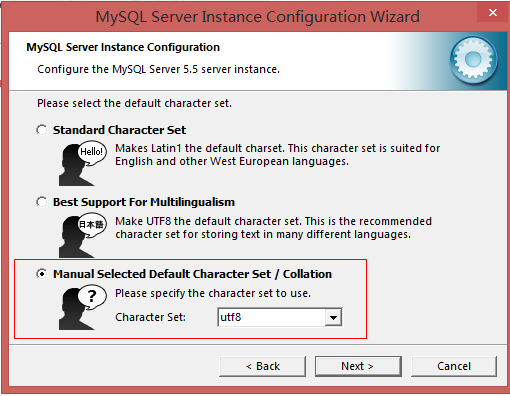 MySQL Server Instance Configuration Wizard
MySQL Server Instance Configuration
Configure the MySQL Server 5.5 server instance.
Please select the default character set.
Standard Character Set
Hello!
Makes Latin1 the default charset. This character set is suited for
English and other West European languages.
Best Support For Multilingualism
日本語
Make UTF8 the default character set. This is the recommended
character set for storing text in many different languages.
Manual Selected Default Character Set / Collation
?
Please specify the character set to use.
Character Set: utf8
< Back Next > Cancel